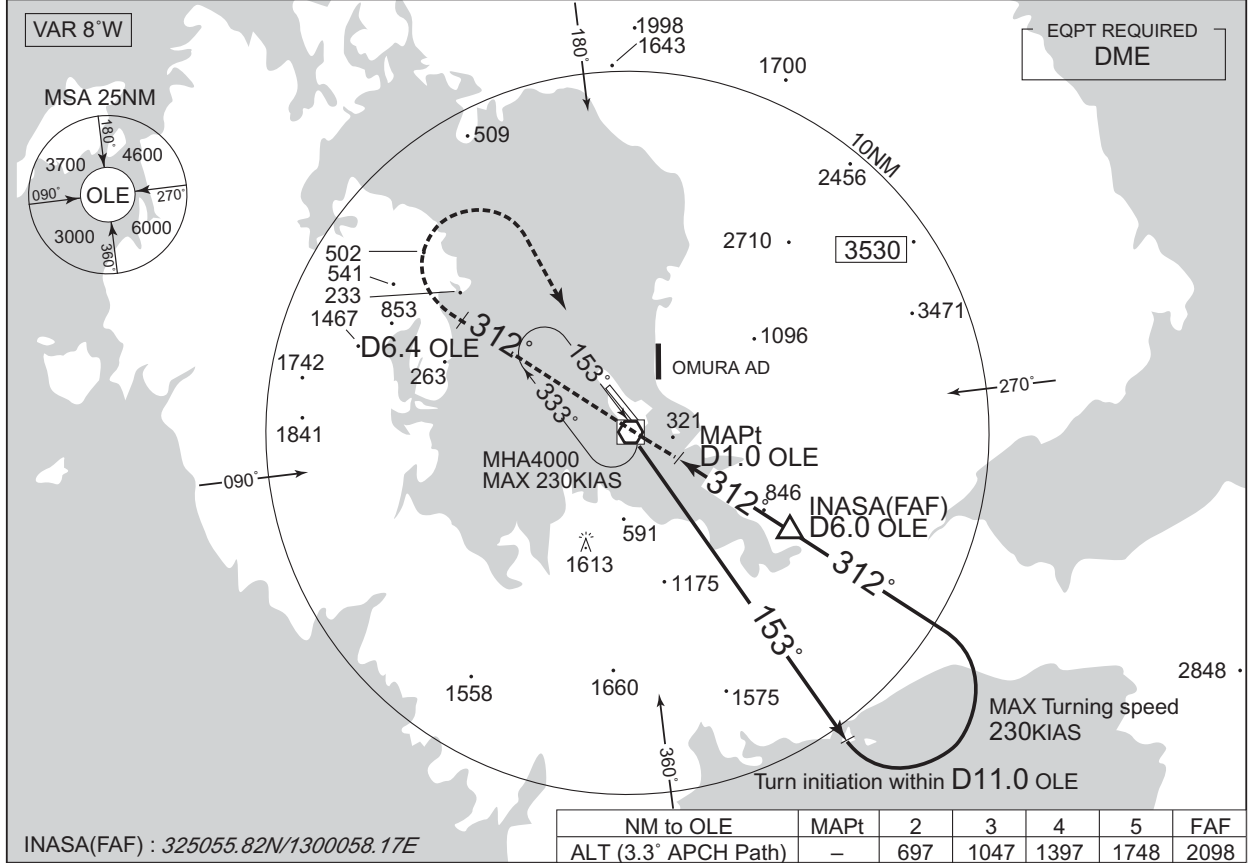 VAR 8°W
EQPT REQUIRED
DME
MSA 25NM
180°
3700
4600
090°
OLE
270°
3000
6000
360°
180°
1998
1643
1700
509
10NM
2456
2710
3530
3471
502
541
233
853
1467
D6.4 OLE
312°
153°
333°
263
1742
1841
1096
OMURA AD
270°
321
MAPt
D1.0 OLE
MHA4000
MAX 230KIAS
090°
312°
846
INASA(FAF)
D6.0 OLE
591
1613
1175
312°
153°
1558
1660
1575
2848
MAX Turning speed
230KIAS
360°
Turn initiation within D11.0 OLE
INASA(FAF) : 325055.82N/1300058.17E
NM to OLE MAPt 2 3 4 5 FAF
ALT (3.3° APCH Path) – 697 1047 1397 1748 2098